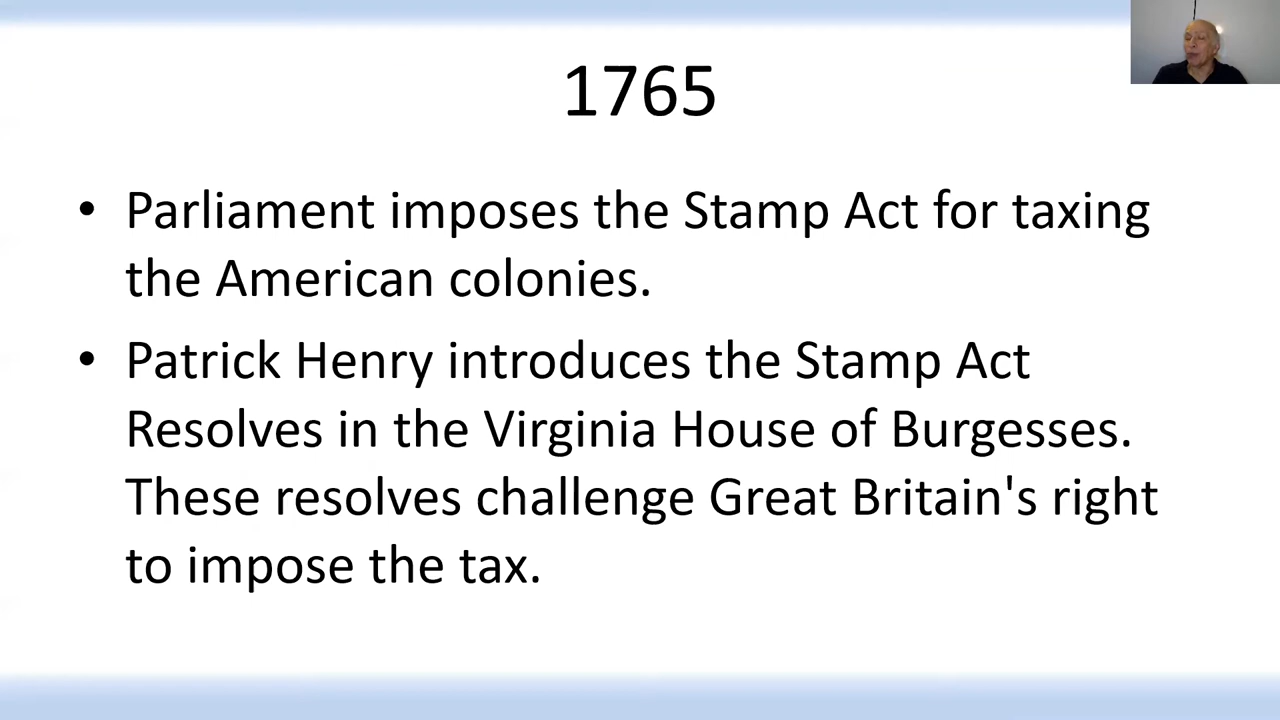 1765
• Parliament imposes the Stamp Act for taxing
the American colonies.
• Patrick Henry introduces the Stamp Act
Resolves in the Virginia House of Burgesses.
These resolves challenge Great Britain's right
to impose the tax.